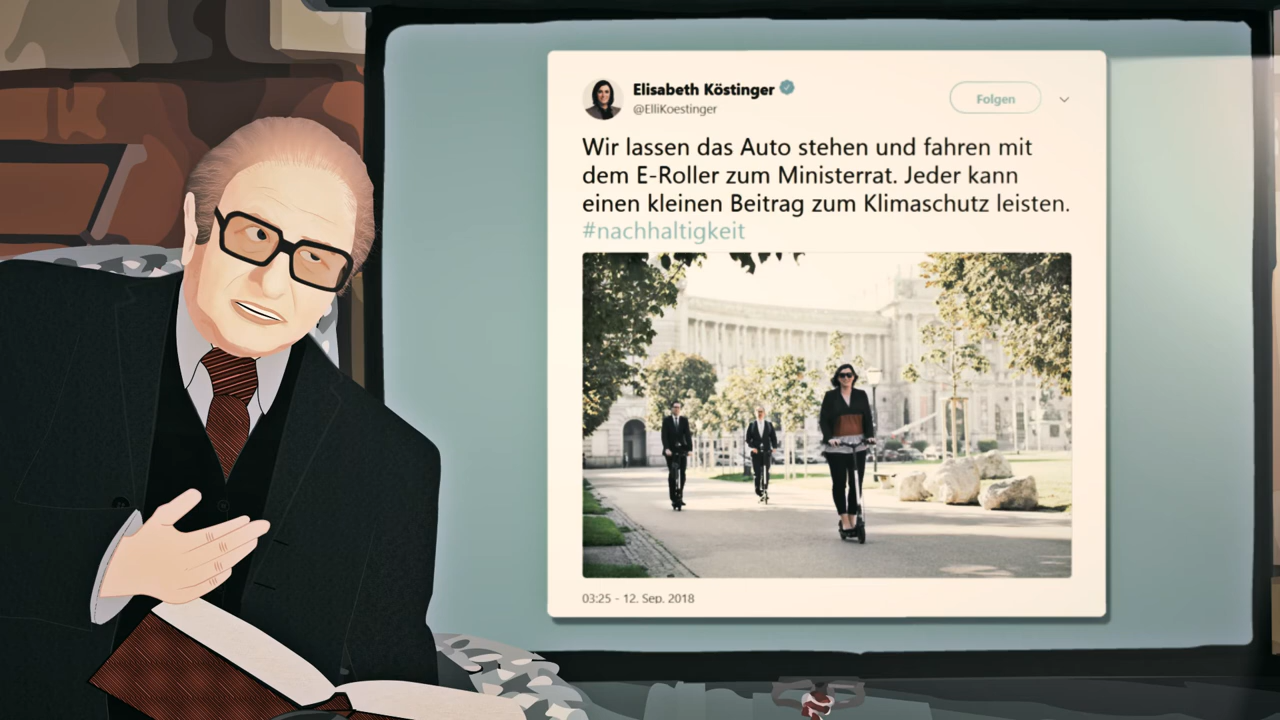 Elisabeth Köstinger
@ElliKoestinger
Folgen
Wir lassen das Auto stehen und fahren mit
dem E-Roller zum Ministerrat. Jeder kann
einen kleinen Beitrag zum Klimaschutz leisten.
#nachhaltigkeit
03:25 - 12. Sep. 2018